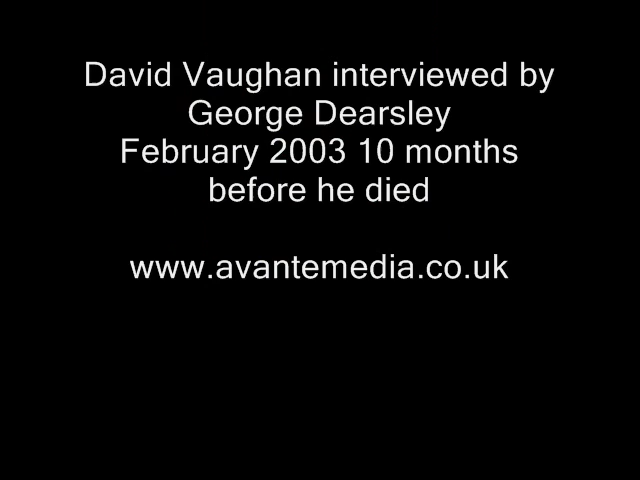 David Vaughan interviewed by
George Dearsley
February 2003 10 months
before he died
www.avantemedia.co.uk